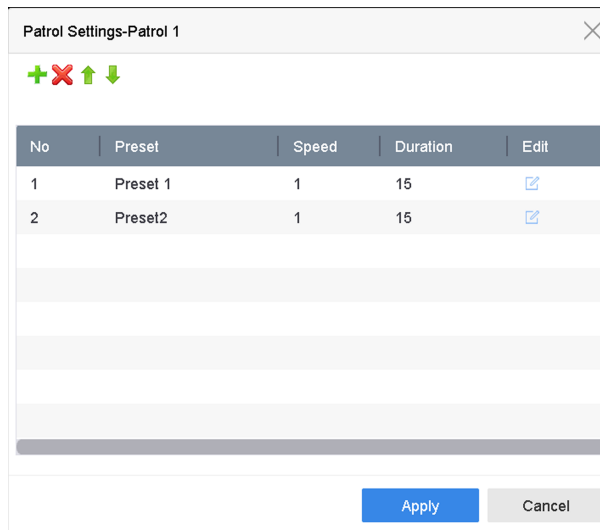 Patrol Settings-Patrol 1
No Preset Speed Duration Edit
1 Preset 1 1 15
2 Preset2 1 15
Apply Cancel